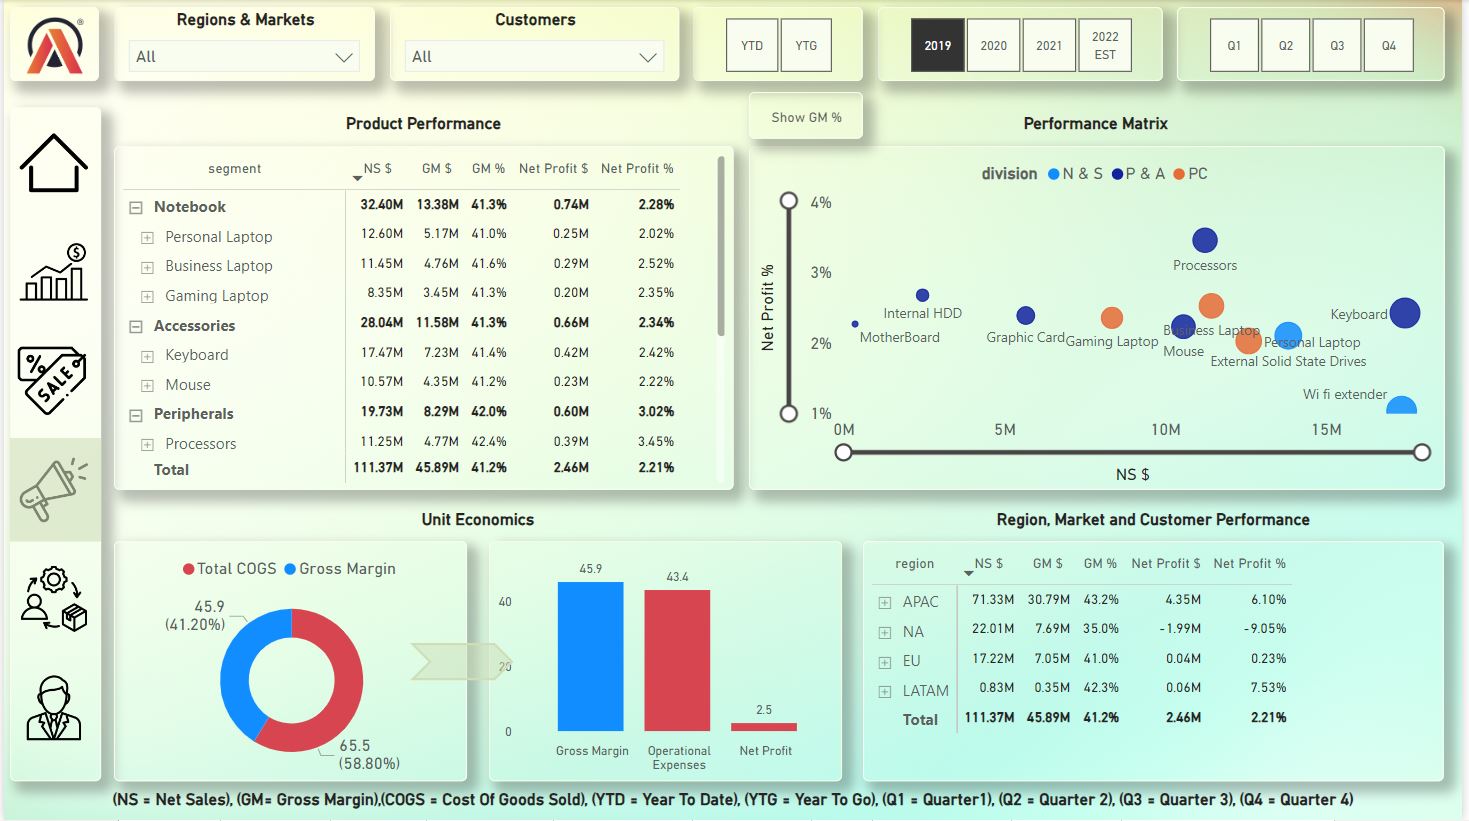 Regions & Markets
All
Customers
All
YTD YTG
2019 2020 2021 2022 EST
Q1 Q2 Q3 Q4
Product Performance
Show GM %
Performance Matrix
segment NS $ GM $ GM % Net Profit $ Net Profit %
Notebook 32.40M 13.38M 41.3% 0.74M 2.28%
Personal Laptop 12.60M 5.17M 41.0% 0.25M 2.02%
Business Laptop 11.45M 4.76M 41.6% 0.29M 2.52%
Gaming Laptop 8.35M 3.45M 41.3% 0.20M 2.35%
Accessories 28.04M 11.58M 41.3% 0.66M 2.34%
Keyboard 17.47M 7.23M 41.4% 0.42M 2.42%
Mouse 10.57M 4.35M 41.2% 0.23M 2.22%
Peripherals 19.73M 8.29M 42.0% 0.60M 3.02%
Processors 11.25M 4.77M 42.4% 0.39M 3.45%
Total 111.37M 45.89M 41.2% 2.46M 2.21%
division N & S P & A PC
Net Profit %
4%
3%
2%
1%
Processors
Internal HDD
MotherBoard
Graphic Card
Gaming Laptop
Business Laptop
Mouse
Personal Laptop
External Solid State Drives
Keyboard
Wi fi extender
0M 5M 10M 15M
NS $
Unit Economics
Total COGS Gross Margin
45.9
(41.20%)
65.5
(58.80%)
40
20
0
45.9
43.4
2.5
Gross Margin
Operational
Expenses
Net Profit
Region, Market and Customer Performance
region NS $ GM $ GM % Net Profit $ Net Profit %
APAC 71.33M 30.79M 43.2% 4.35M 6.10%
NA 22.01M 7.69M 35.0% -1.99M -9.05%
EU 17.22M 7.05M 41.0% 0.04M 0.23%
LATAM 0.83M 0.35M 42.3% 0.06M 7.53%
Total 111.37M 45.89M 41.2% 2.46M 2.21%
(NS = Net Sales), (GM= Gross Margin),(COGS = Cost Of Goods Sold), (YTD = Year To Date), (YTG = Year To Go), (Q1 = Quarter1), (Q2 = Quarter 2), (Q3 = Quarter 3), (Q4 = Quarter 4)
% SALE